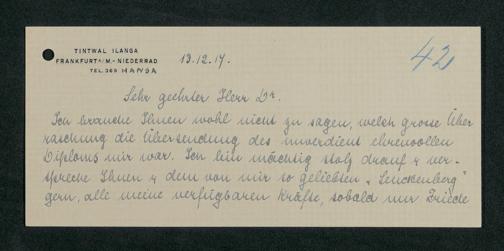 TINTWAL ILANGA
FRANKFURT A/M. - NIEDERRAD
TEL. 369 HANSA
19.12.17.
42
Sehr geehrter Herr Dr.
Ich brauche Ihnen wohl nicht zu sagen, welch grosse Über
raschung die Übersendung des unverdient ehrenvollen
Diploms mir war. Ich bin mächtig stolz drauf & ver-
spreche Ihnen & dem von mir so geliebten „Senckenberg"
gern, alle meine verfügbaren Kräfte, sobald nur Friede